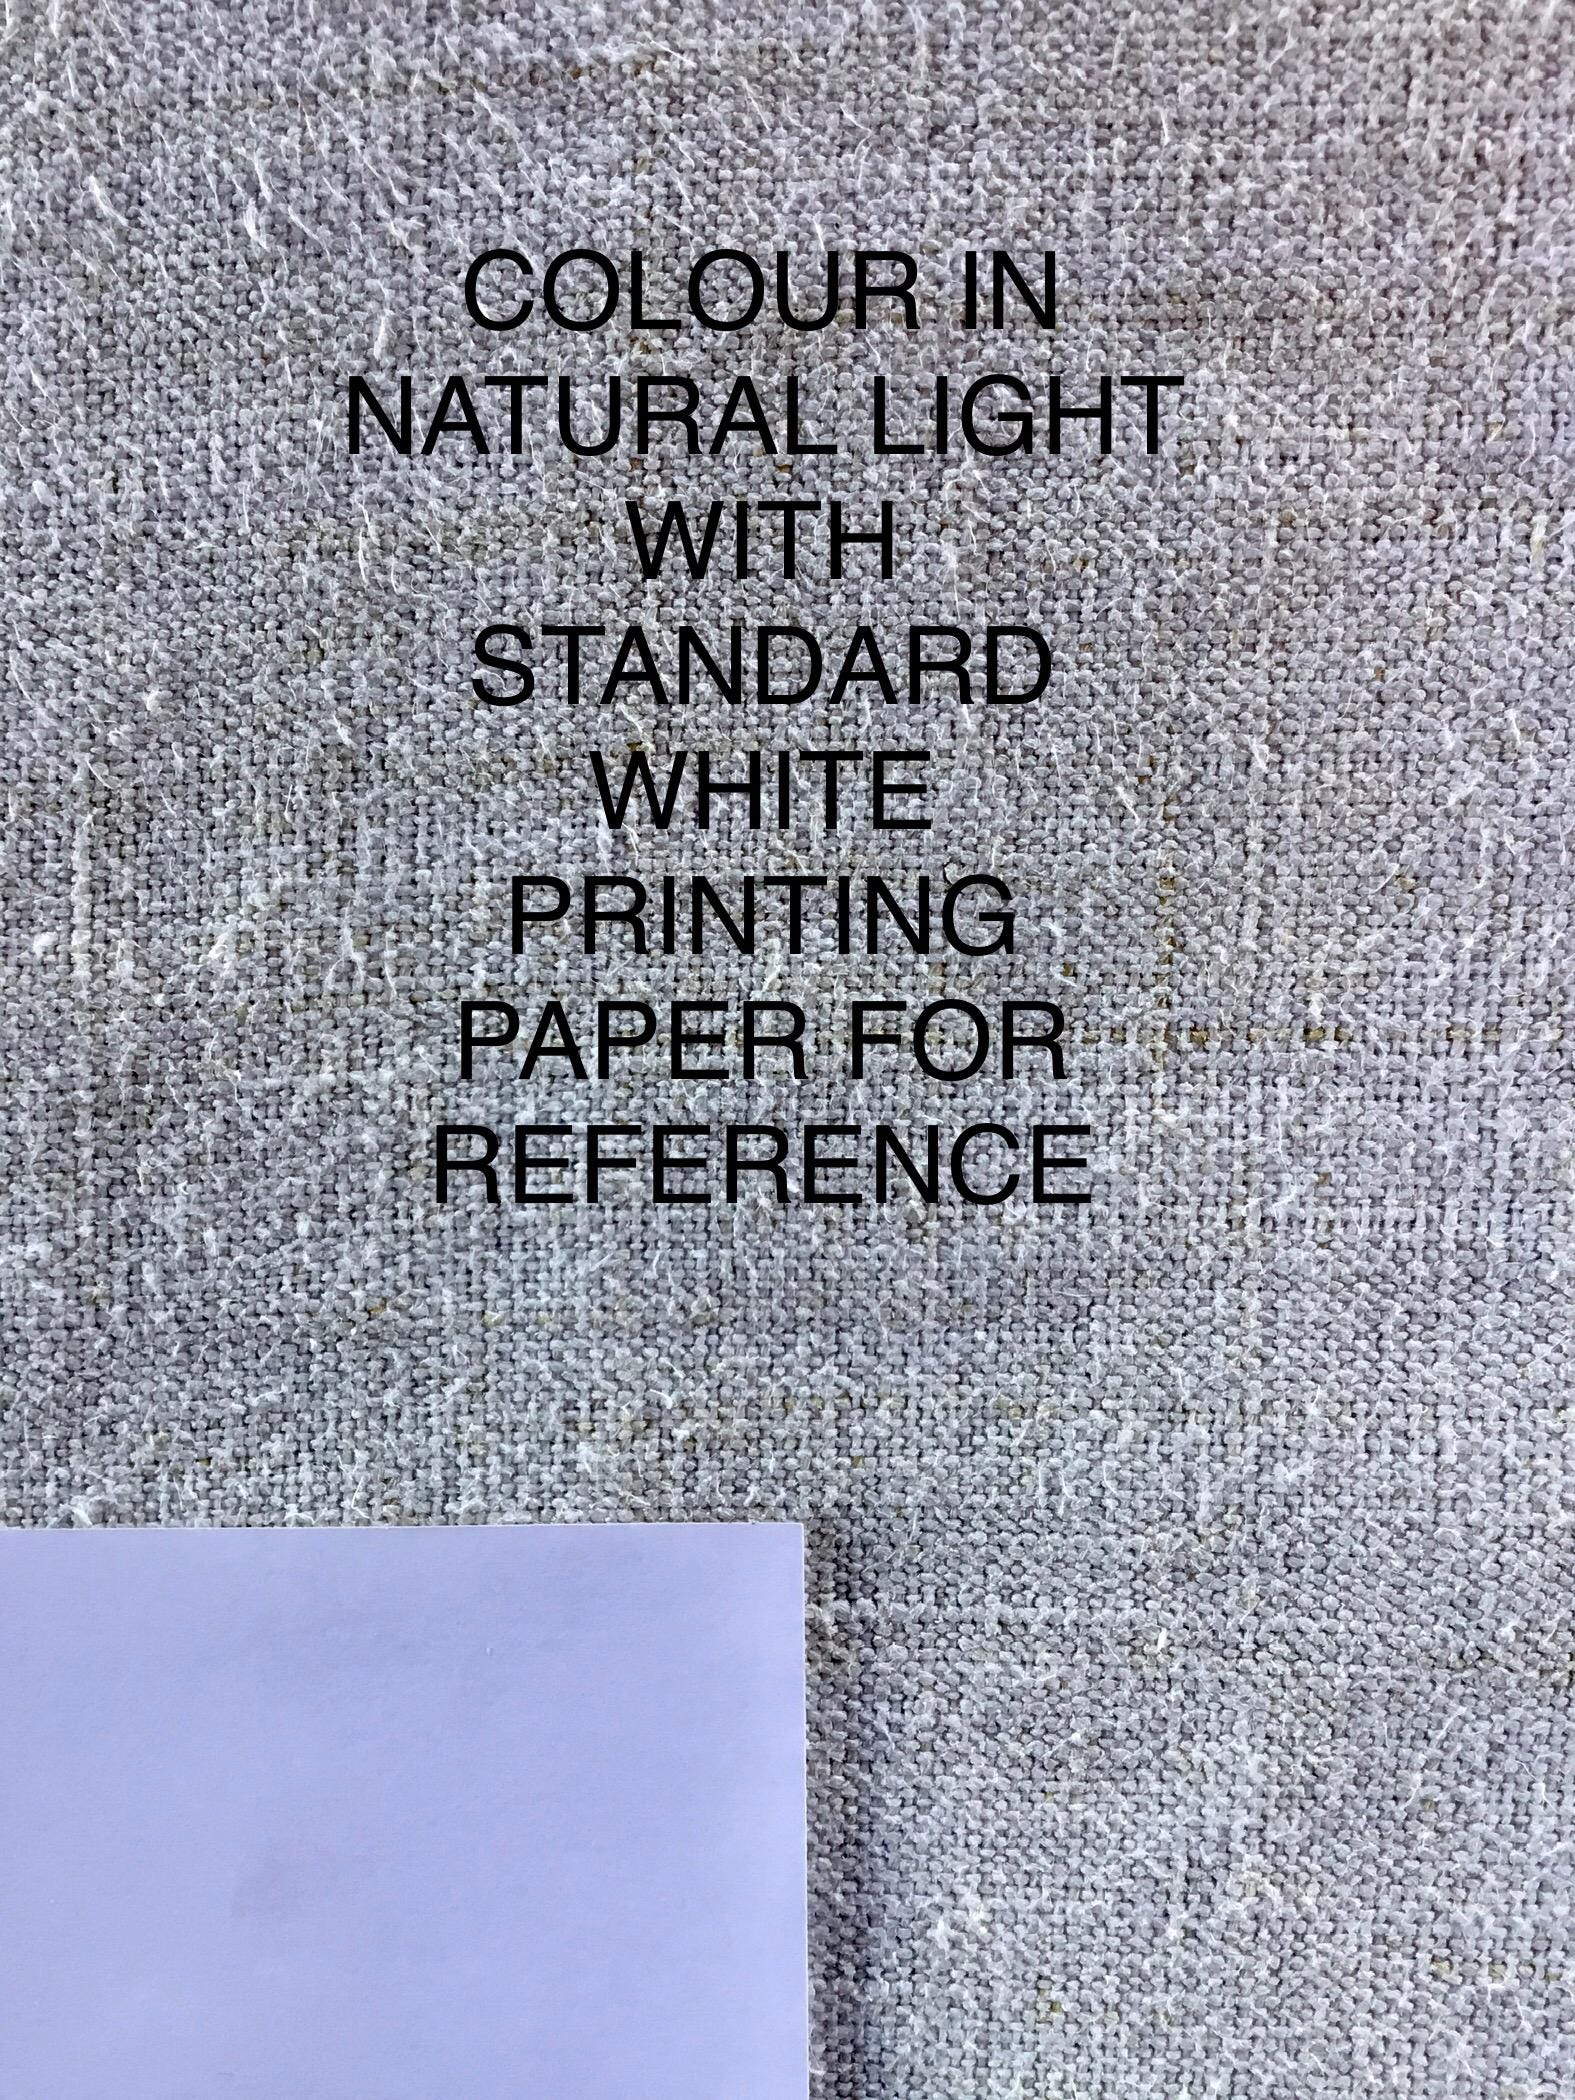 COLOUR IN
NATURAL LIGHT
WITH
STANDARD
WHITE
PRINTING
PAPER FOR
REFERENCE